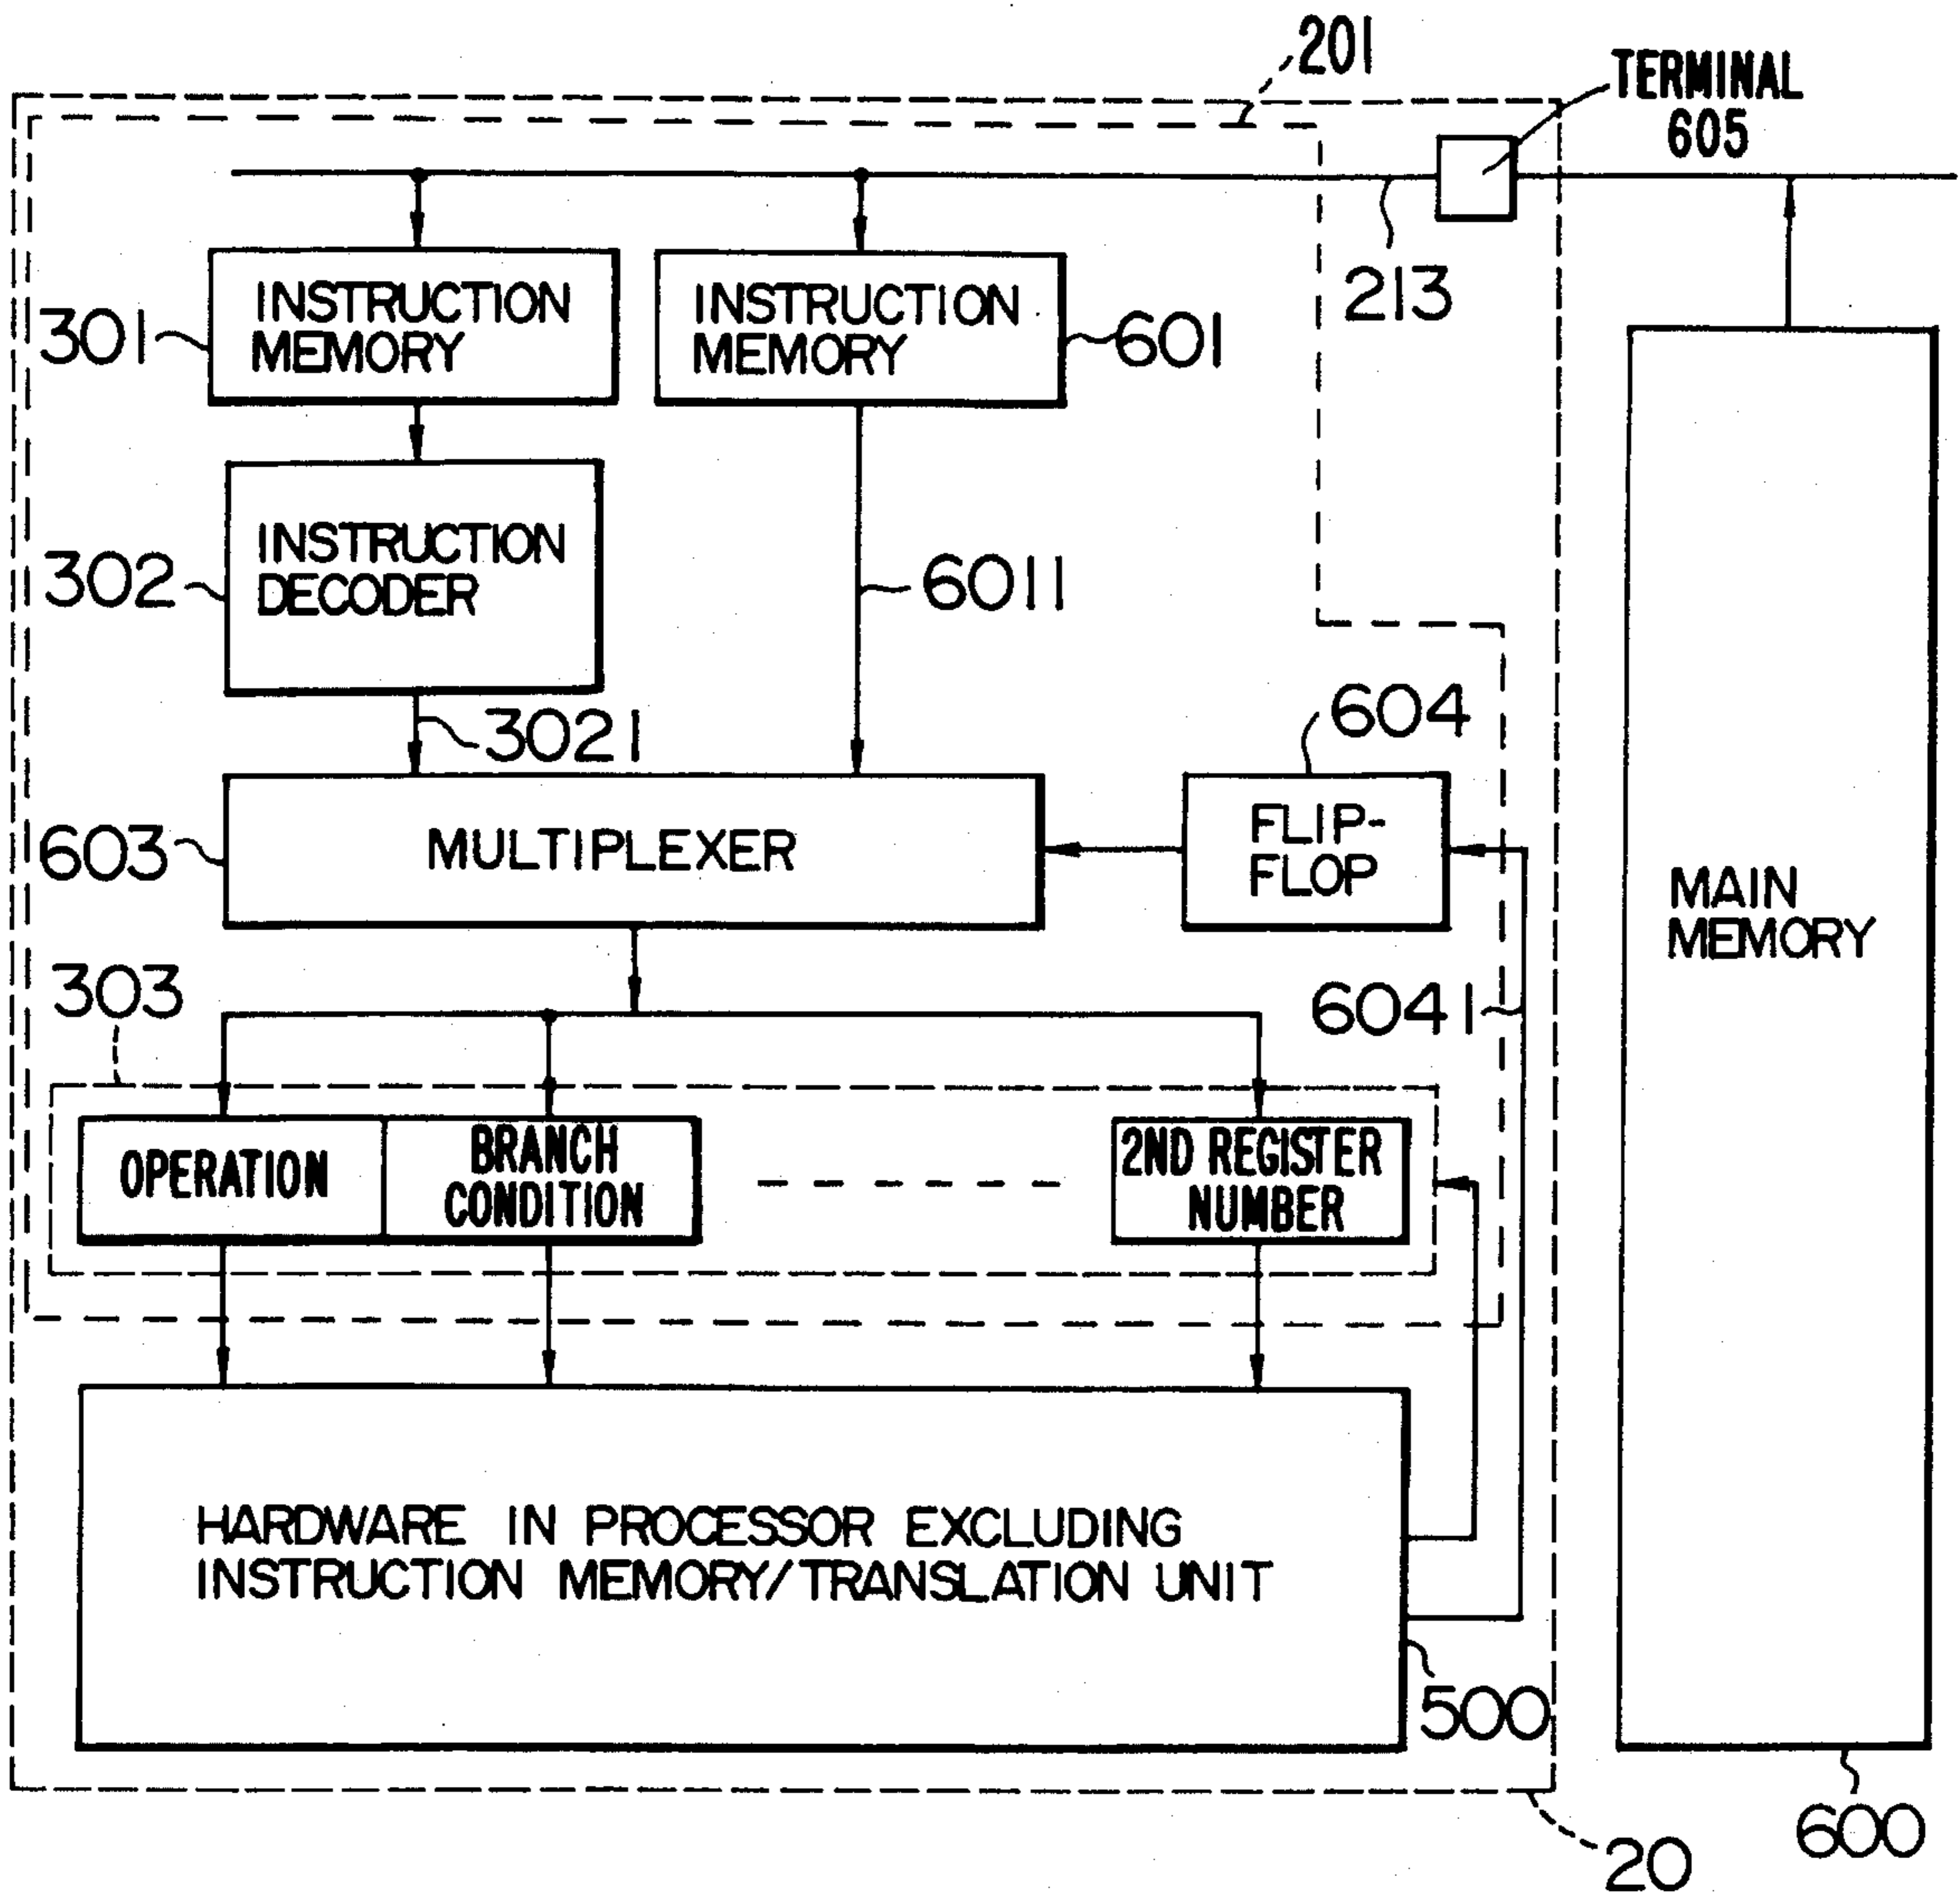 201
TERMINAL
605
213
301
INSTRUCTION
MEMORY
INSTRUCTION
MEMORY
601
302
INSTRUCTION
DECODER
6011
3021
604
603
MULTIPLEXER
FLIP-
FLOP
MAIN
MEMORY
303
6041
OPERATION
BRANCH
CONDITION
2ND REGISTER
NUMBER
HARDWARE IN PROCESSOR EXCLUDING
INSTRUCTION MEMORY/TRANSLATION UNIT
500
600
20